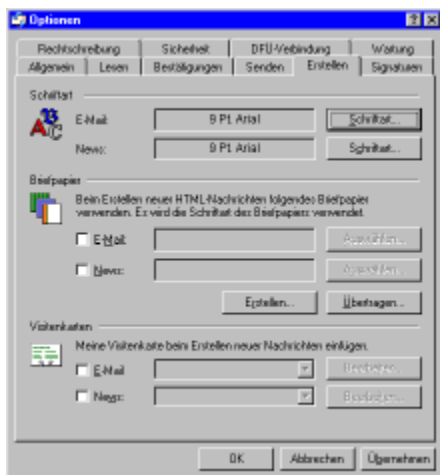 Optionen
Rechtschreibung Sicherheit DFÜ-Verbindung Wartung
Allgemein Lesen Bestätigungen Senden Erstellen Signaturen
Schriftart
E-Mail: 9 Pt. Arial Schriftart...
News: 9 Pt. Arial Schriftart...
Briefpapier
Beim Erstellen neuer HTML-Nachrichten folgendes Briefpapier
verwenden. Es wird die Schriftart des Briefpapiers verwendet.
E-Mail: Auswählen...
News: Auswählen...
Erstellen... Übertragen...
Visitenkarten
Meine Visitenkarte beim Erstellen neuer Nachrichten einfügen.
E-Mail Bearbeiten...
News: Bearbeiten...
OK Abbrechen Übernehmen